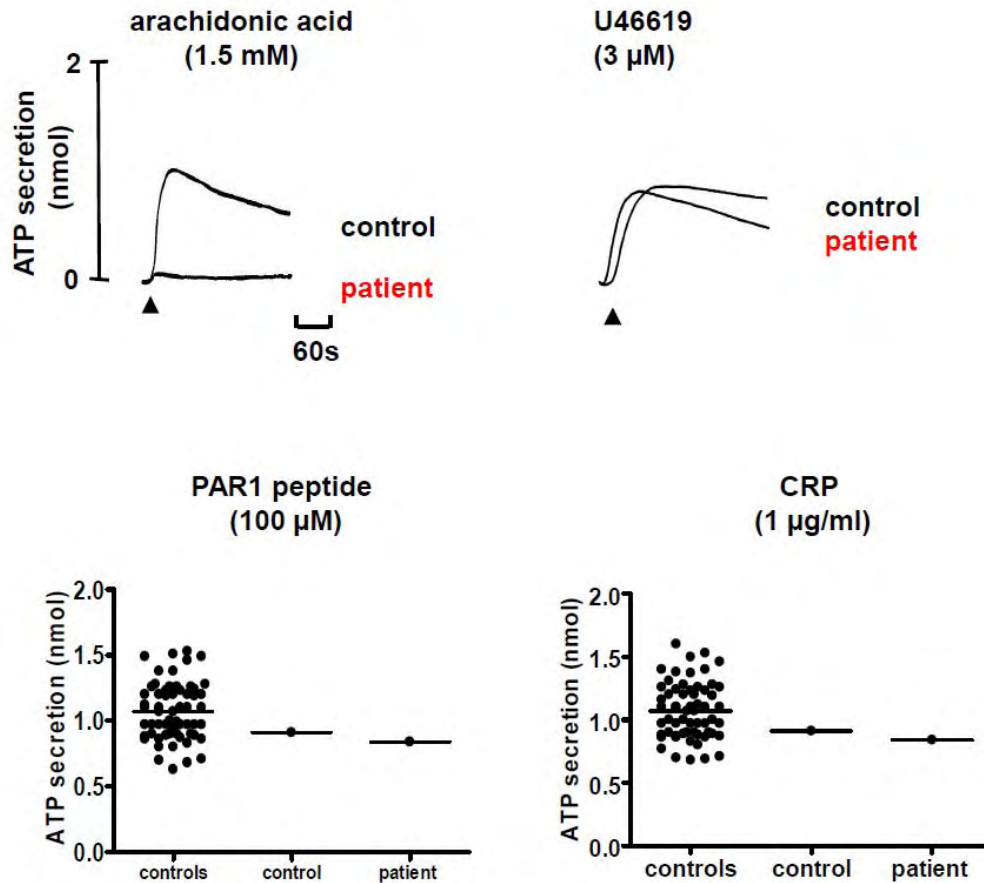 arachidonic acid
(1.5 mM)
U46619
(3 µM)
ATP secretion
(nmol)
2
0
control
patient
60s
control
patient
PAR1 peptide
(100 µM)
ATP secretion (nmol)
2.0
1.5
1.0
0.5
0.0
controls
control
patient
CRP
(1 µg/ml)
ATP secretion (nmol)
2.0
1.5
1.0
0.5
0.0
controls
control
patient